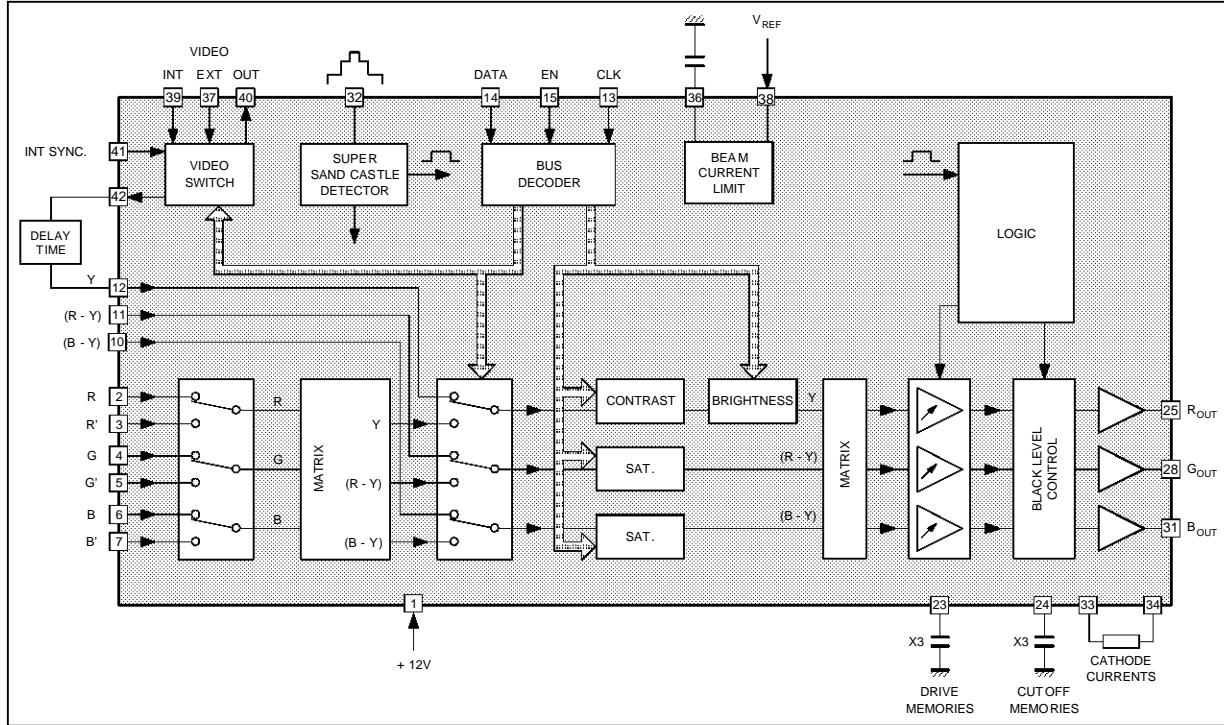 VIDEO
INT EXT OUT
39 37 40
32
DATA EN CLK
14 15 13
36
V REF
38
INT SYNC. 41
VIDEO SWITCH
SUPER SAND CASTLE DETECTOR
BUS DECODER
BEAM CURRENT LIMIT
LOGIC
42
DELAY TIME
Y 12
(R - Y) 11
(B - Y) 10
R 2
R' 3
G 4
G' 5
B 6
B' 7
R
G
B
MATRIX
Y
(R - Y)
(B - Y)
CONTRAST
BRIGHTNESS
SAT.
SAT.
Y
(R - Y)
(B - Y)
MATRIX
BLACK LEVEL CONTROL
25 R OUT
28 G OUT
31 B OUT
1
+ 12V
23
X3
DRIVE MEMORIES
24
X3
CUT OFF MEMORIES
33 34
CATHODE CURRENTS